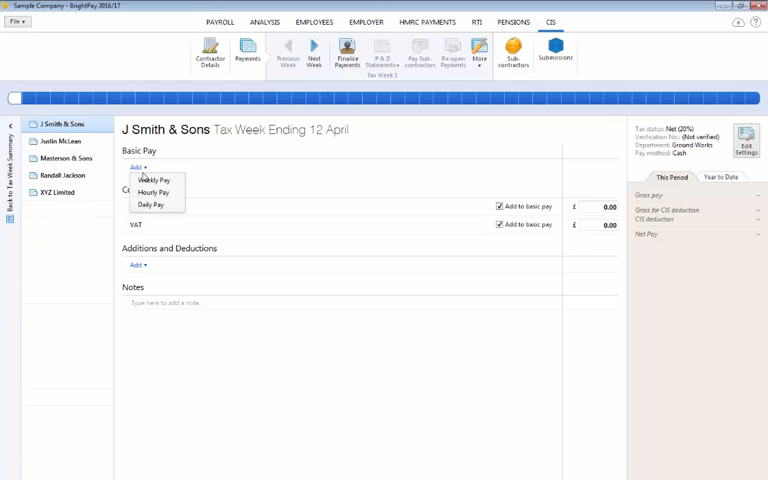 Sample Company - BrightPay 2016/17
File
PAYROLL ANALYSIS EMPLOYEES EMPLOYER HMRC PAYMENTS RTI PENSIONS CIS
Contractor Details
Payments
Previous Week
Next Week
Finalise Payments
P & D Statements
Pay Sub-contractors
Re-open Payments
More
Tax Week 1
Sub-contractors
Submissions
Back to Tax Week Summary
J Smith & Sons
Justin McLean
Masterson & Sons
Randall Jackson
XYZ Limited
J Smith & Sons Tax Week Ending 12 April
Basic Pay
Add
Weekly Pay
Hourly Pay
Daily Pay
Add to basic pay £ 0.00
VAT Add to basic pay £ 0.00
Additions and Deductions
Add
Notes
Type here to add a note.
Tax status: Net (20%)
Verification No.: (Not verified)
Department: Ground Works
Pay method: Cash
Edit Settings
This Period Year to Date
Gross pay –
Gross for CIS deduction –
CIS deduction –
Net Pay –